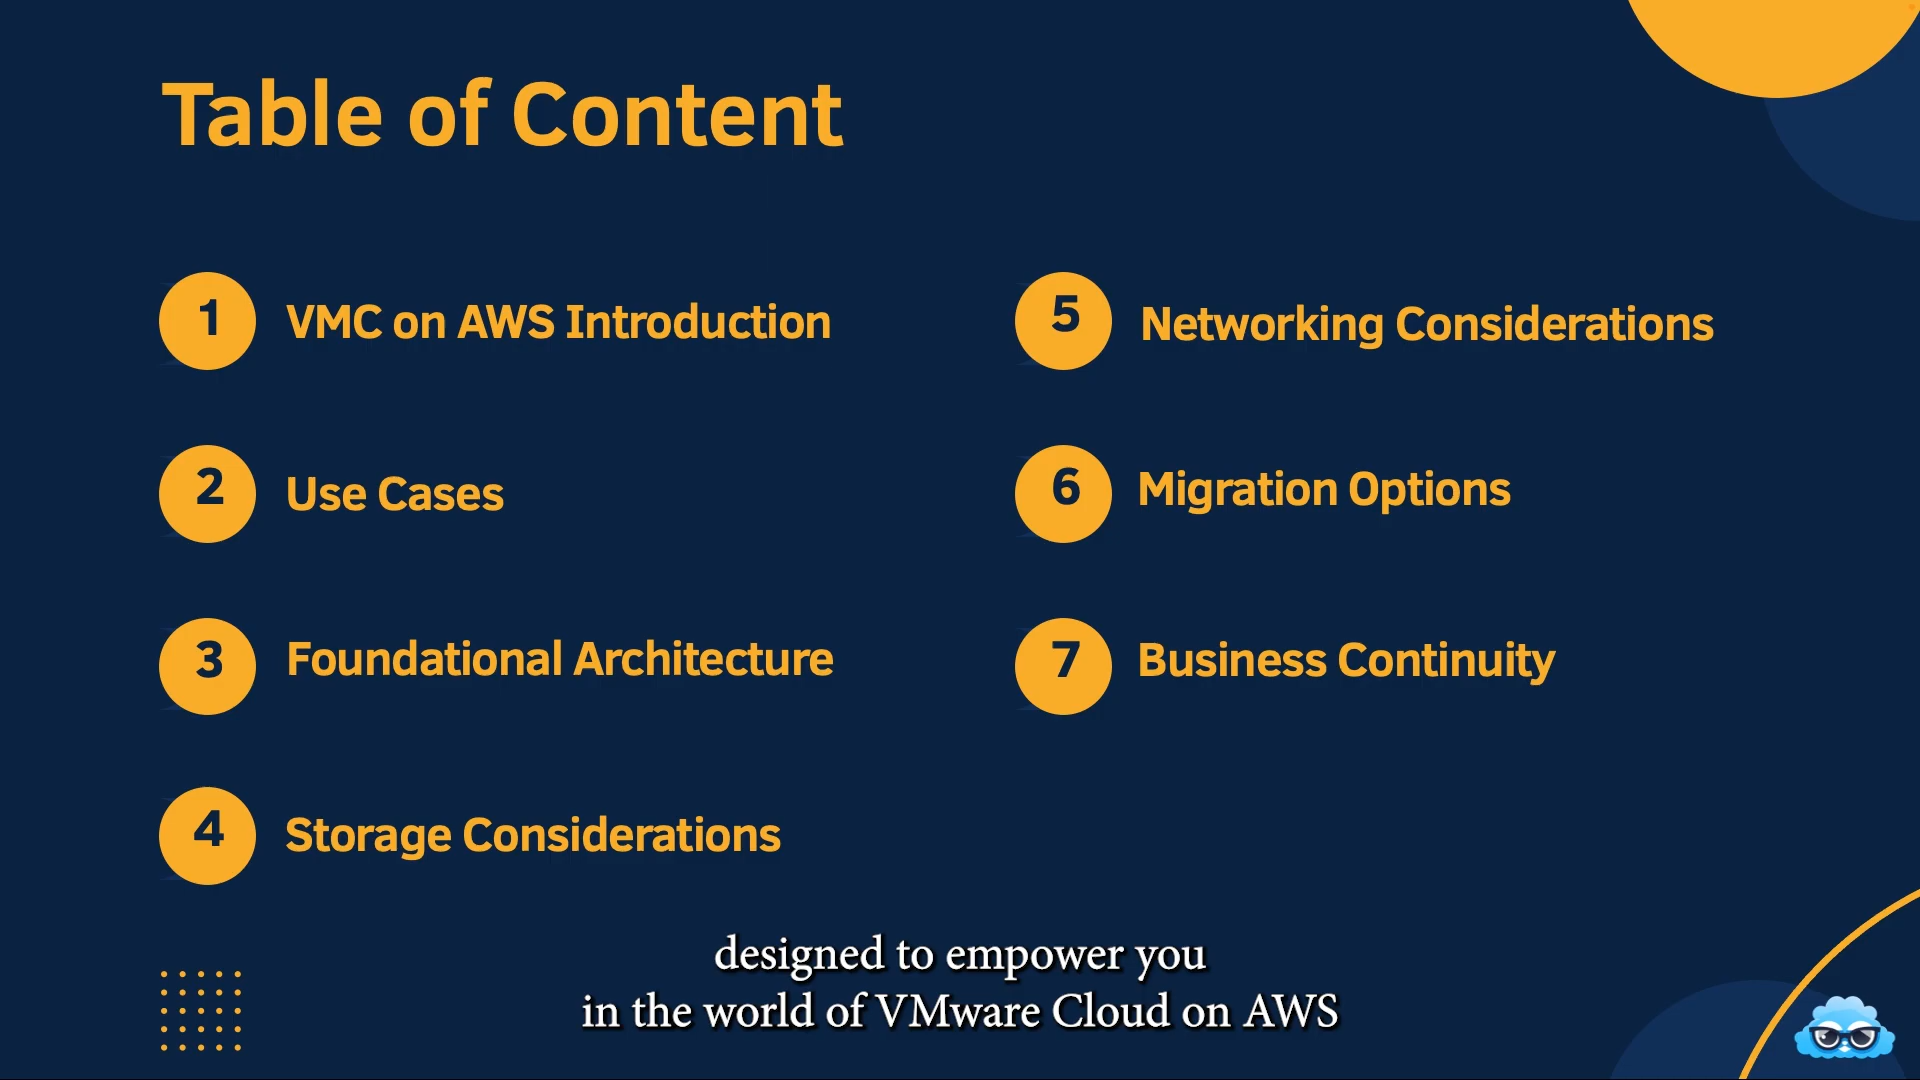 Table of Content
1 VMC on AWS Introduction
2 Use Cases
3 Foundational Architecture
4 Storage Considerations
5 Networking Considerations
6 Migration Options
7 Business Continuity
designed to empower you
in the world of VMware Cloud on AWS